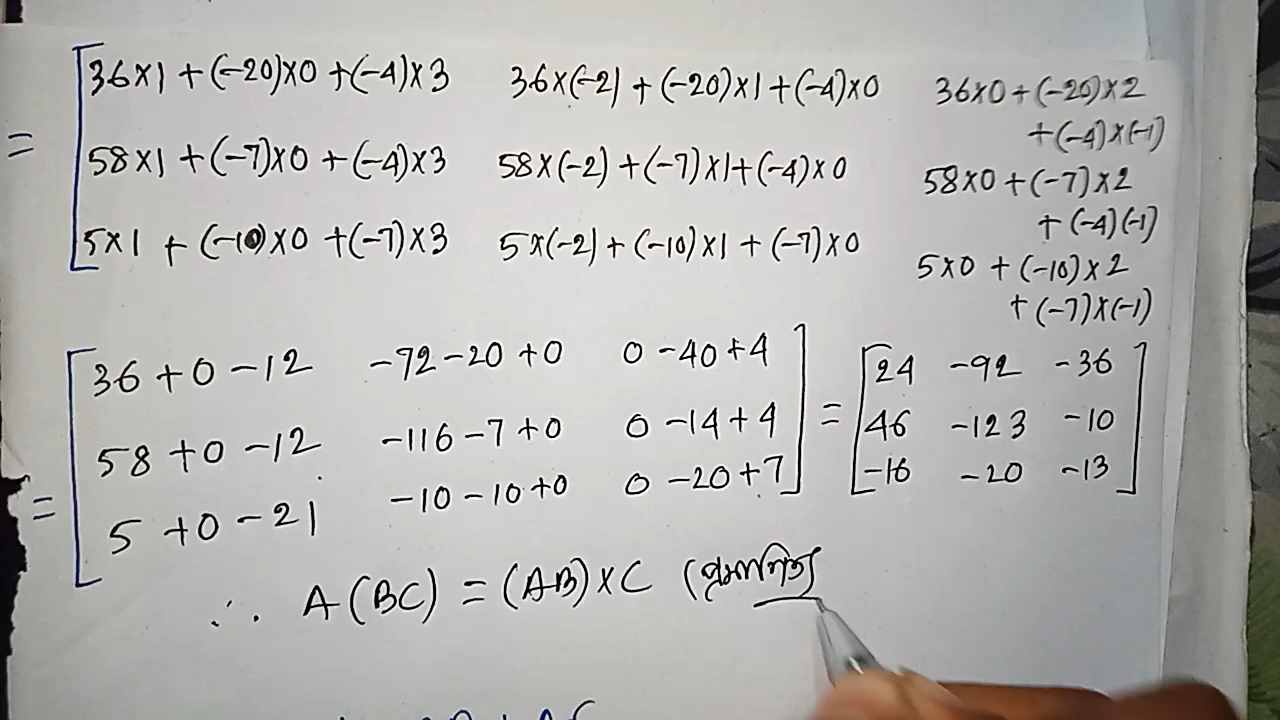 36×1 + (-20)×0 + (-4)×3 36×(-2) + (-20)×1 + (-4)×0 36×0 + (-20)×2
+ (-4)×(-1)
= 58×1 + (-7)×0 + (-4)×3 58×(-2) + (-7)×1 + (-4)×0 58×0 + (-7)×2
+ (-4)(-1)
5×1 + (-10)×0 + (-7)×3 5×(-2) + (-10)×1 + (-7)×0 5×0 + (-10)×2
+ (-7)×(-1)
36 + 0 - 12 -72 - 20 + 0 0 - 40 + 4 24 -92 -36
58 + 0 - 12 -116 - 7 + 0 0 - 14 + 4 = 46 -123 -10
= 5 + 0 - 21 -10 - 10 + 0 0 - 20 + 7 -16 -20 -13
∴ A(BC) = (AB)×C (প্রমানিত)